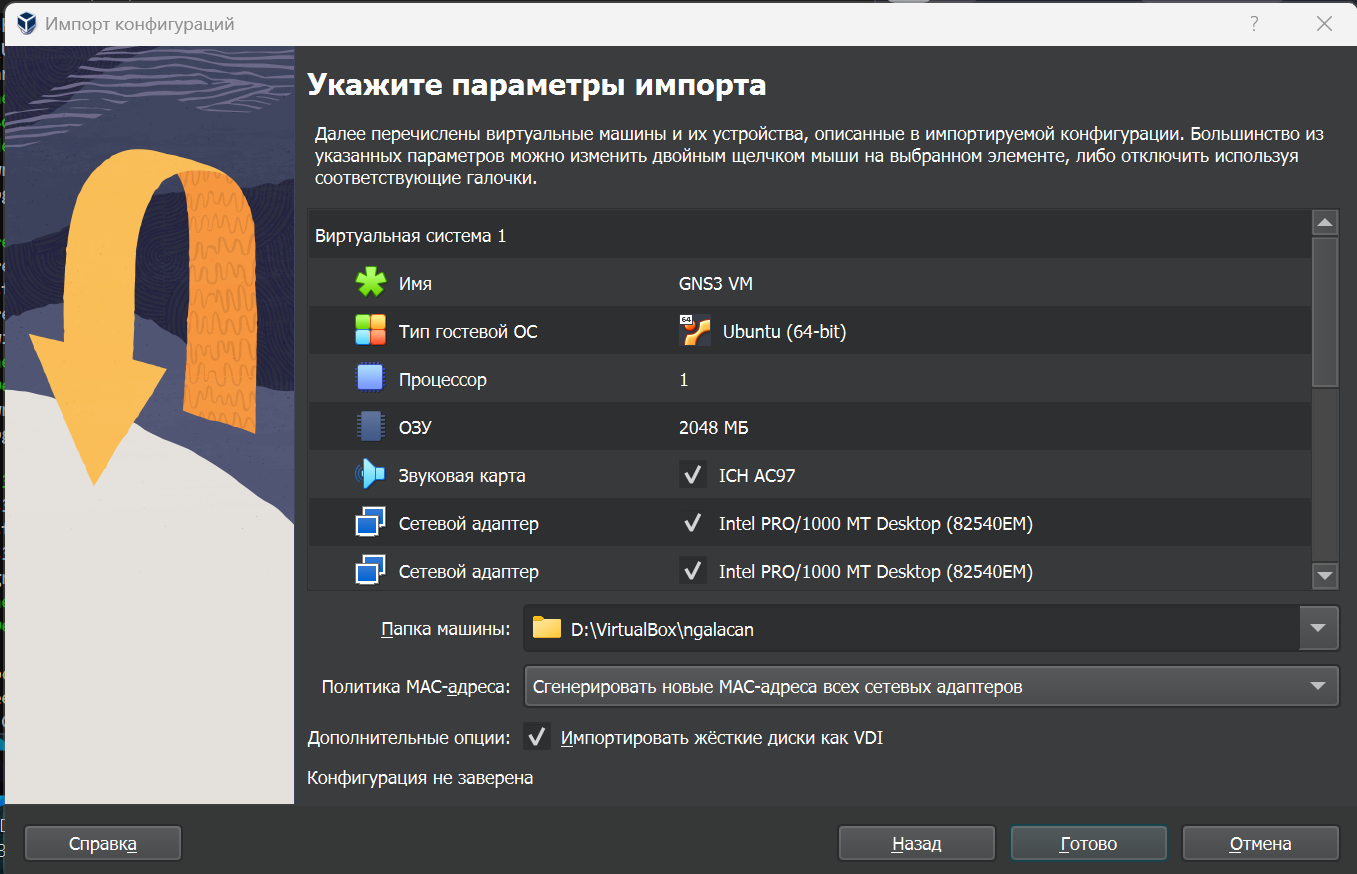 Импорт конфигураций
?
Укажите параметры импорта
Далее перечислены виртуальные машины и их устройства, описанные в импортируемой конфигурации. Большинство из
указанных параметров можно изменить двойным щелчком мыши на выбранном элементе, либо отключить используя
соответствующие галочки.
Виртуальная система 1
Имя GNS3 VM
Тип гостевой ОС 64 Ubuntu (64-bit)
Процессор 1
ОЗУ 2048 МБ
Звуковая карта ICH AC97
Сетевой адаптер Intel PRO/1000 MT Desktop (82540EM)
Сетевой адаптер Intel PRO/1000 MT Desktop (82540EM)
Папка машины: D:\VirtualBox\ngalacan
Политика MAC-адреса: Сгенерировать новые MAC-адреса всех сетевых адаптеров
Дополнительные опции: Импортировать жёсткие диски как VDI
Конфигурация не заверена
Справка Назад Готово Отмена